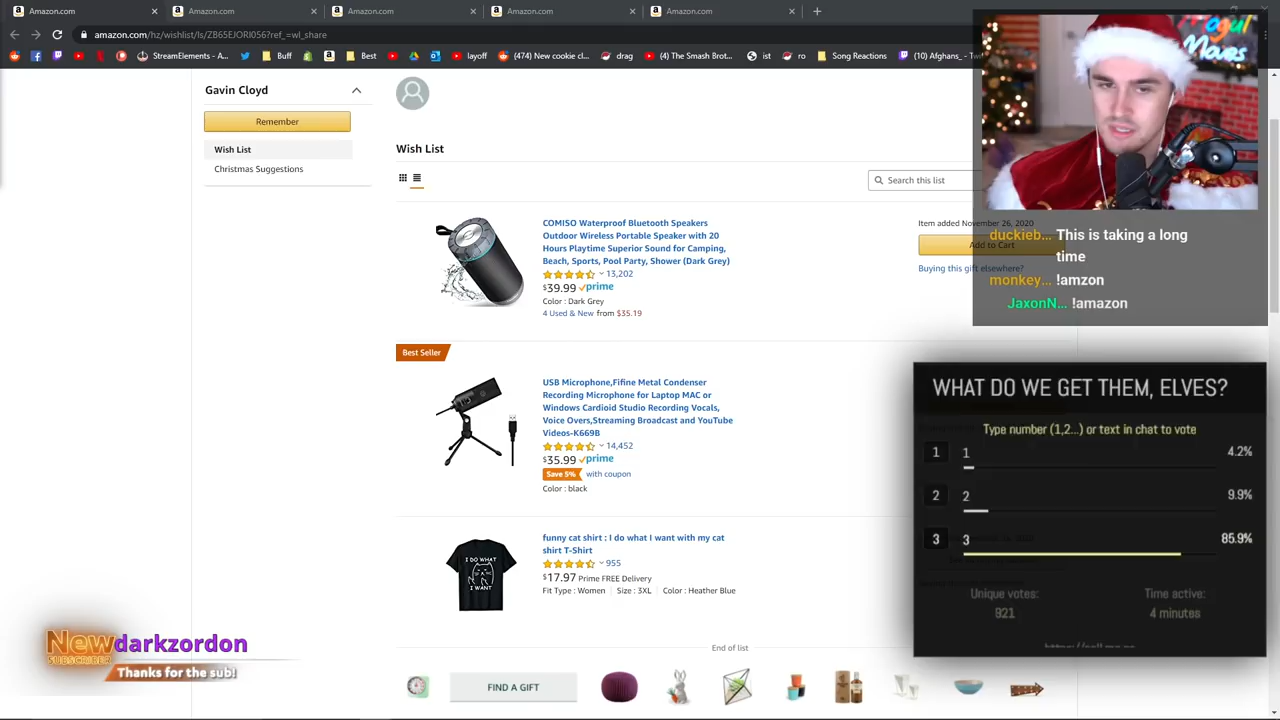 Amazon.com
Amazon.com
Amazon.com
Amazon.com
Amazon.com
amazon.com/hz/wishlist/ls/ZB65EJORI056?ref_=wl_share
StreamElements - A...
Buff
Best
layoff
(474) New cookie cl...
drag
(4) The Smash Brot...
ist
ro
Song Reactions
(10) Afghans_ - Tw
Gavin Cloyd
Remember
Wish List
Christmas Suggestions
Wish List
Search this list
COMISO Waterproof Bluetooth Speakers
Outdoor Wireless Portable Speaker with 20
Hours Playtime Superior Sound for Camping,
Beach, Sports, Pool Party, Shower (Dark Grey)
13,202
$39.99 prime
Color : Dark Grey
4 Used & New from $35.19
Item added November 26, 2020
Add to Cart
Buying this gift elsewhere?
Best Seller
USB Microphone,Fifine Metal Condenser
Recording Microphone for Laptop MAC or
Windows Cardioid Studio Recording Vocals,
Voice Overs,Streaming Broadcast and YouTube
Videos-K669B
14,452
$35.99 prime
Save 5% with coupon
Color : black
I DO WHAT
I WANT
funny cat shirt : I do what I want with my cat
shirt T-Shirt
955
$17.97 Prime FREE Delivery
Fit Type : Women Size : 3XL Color : Heather Blue
End of list
FIND A GIFT
Mogul
Moves
duckieb... This is taking a long
time
monkey... !amzon
JaxonN... !amazon
WHAT DO WE GET THEM, ELVES?
Type number (1,2...) or text in chat to vote
1 1 4.2%
2 2 9.9%
3 3 85.9%
Unique votes:
921
Time active:
4 minutes
New darkzordon
SUBSCRIBER
Thanks for the sub!